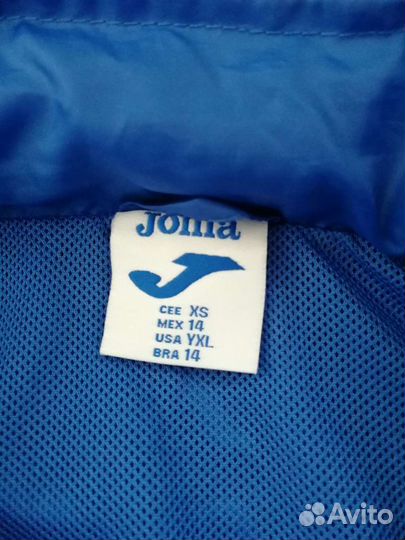 Joma
CEE XS
MEX 14
USA YXL
BRA 14
Avito